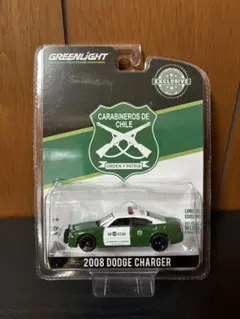 GREENLIGHT
EXCLUSIVE
CARABINEROS DE
CHILE
ORDEN Y PATRIA
2008 DODGE CHARGER